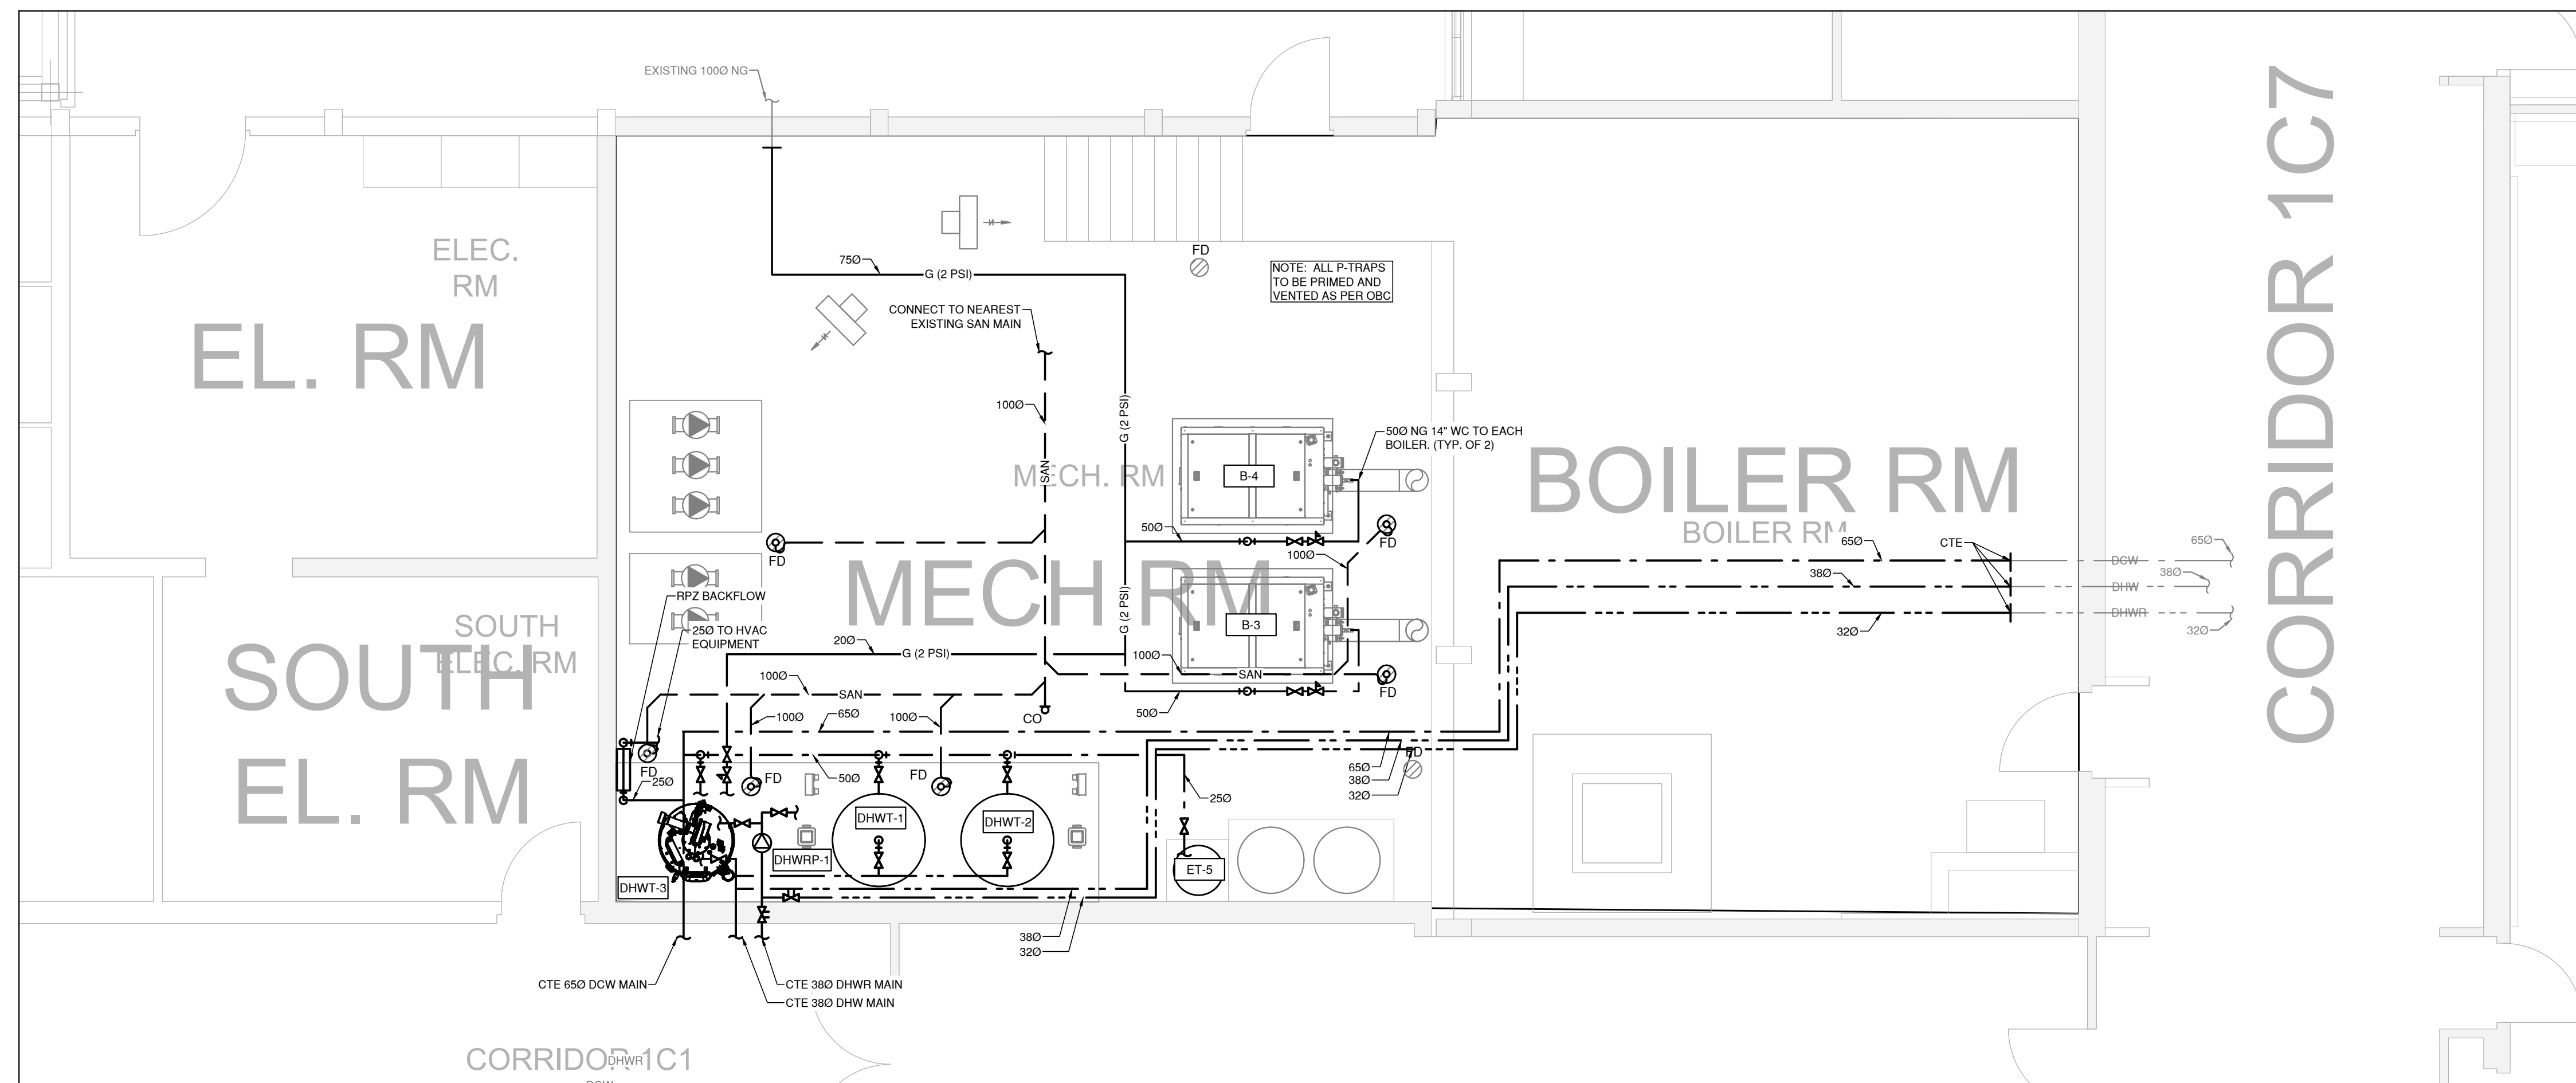 EXISTING 100Ø NG
CORRIDOR 1C7
ELEC.
RM
EL. RM
75Ø
G (2 PSI)
FD
NOTE: ALL P-TRAPS
TO BE PRIMED AND
VENTED AS PER OBC
CONNECT TO NEAREST
EXISTING SAN MAIN
100Ø
G (2 PSI)
SAN
50Ø NG 14" WC TO EACH
BOILER. (TYP. OF 2)
MECH. RM
B-4
BOILER RM
BOILER RM
50Ø
FD
FD
100Ø
65Ø
CTE
DCW
65Ø
38Ø
DHW
38Ø
DHWR
32Ø
32Ø
MECH RM
RPZ BACKFLOW
G (2 PSI)
B-3
SOUTH
ELEC. RM
25Ø TO HVAC
EQUIPMENT
20Ø
G (2 PSI)
100Ø
SOUTH
EL. RM
100Ø
SAN
SAN
FD
100Ø
65Ø
100Ø
CO
50Ø
FD
25Ø
FD
50Ø
FD
FD
65Ø
38Ø
32Ø
25Ø
DHWT-1
DHWT-2
DHWRP-1
ET-5
DHWT-3
38Ø
32Ø
CTE 65Ø DCW MAIN
CTE 38Ø DHWR MAIN
CTE 38Ø DHW MAIN
CORRIDOR 1C1
DHWR
DCW